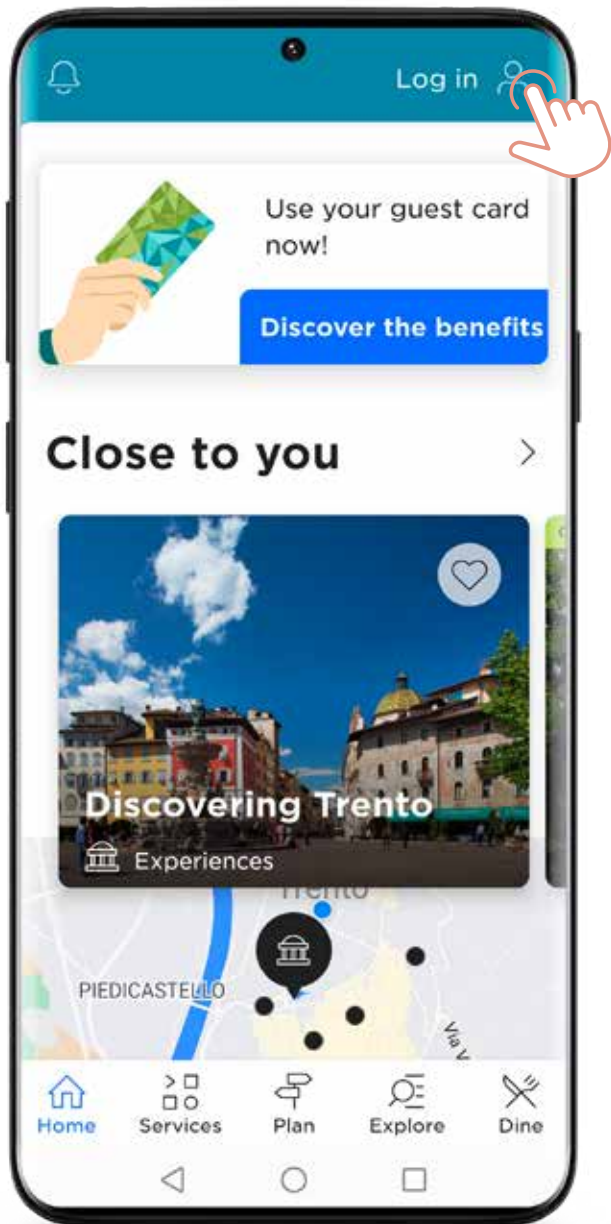 Log in
Use your guest card
now!
Discover the benefits
Close to you
Discovering Trento
Experiences
Trento
PIEDICASTELLO
Via V
Home
Services
Plan
Explore
Dine